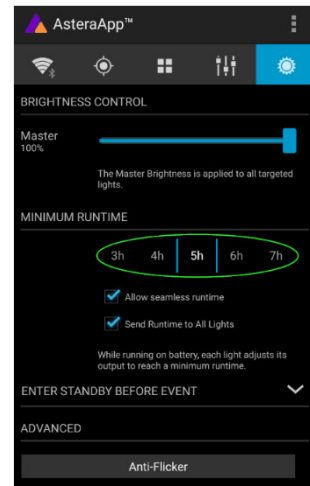 AsteraApp™
BRIGHTNESS CONTROL
Master
100%
The Master Brightness is applied to all targeted
lights.
MINIMUM RUNTIME
3h 4h 5h 6h 7h
Allow seamless runtime
Send Runtime to All Lights
While running on battery, each light adjusts its
output to reach a minimum runtime.
ENTER STANDBY BEFORE EVENT
ADVANCED
Anti-Flicker